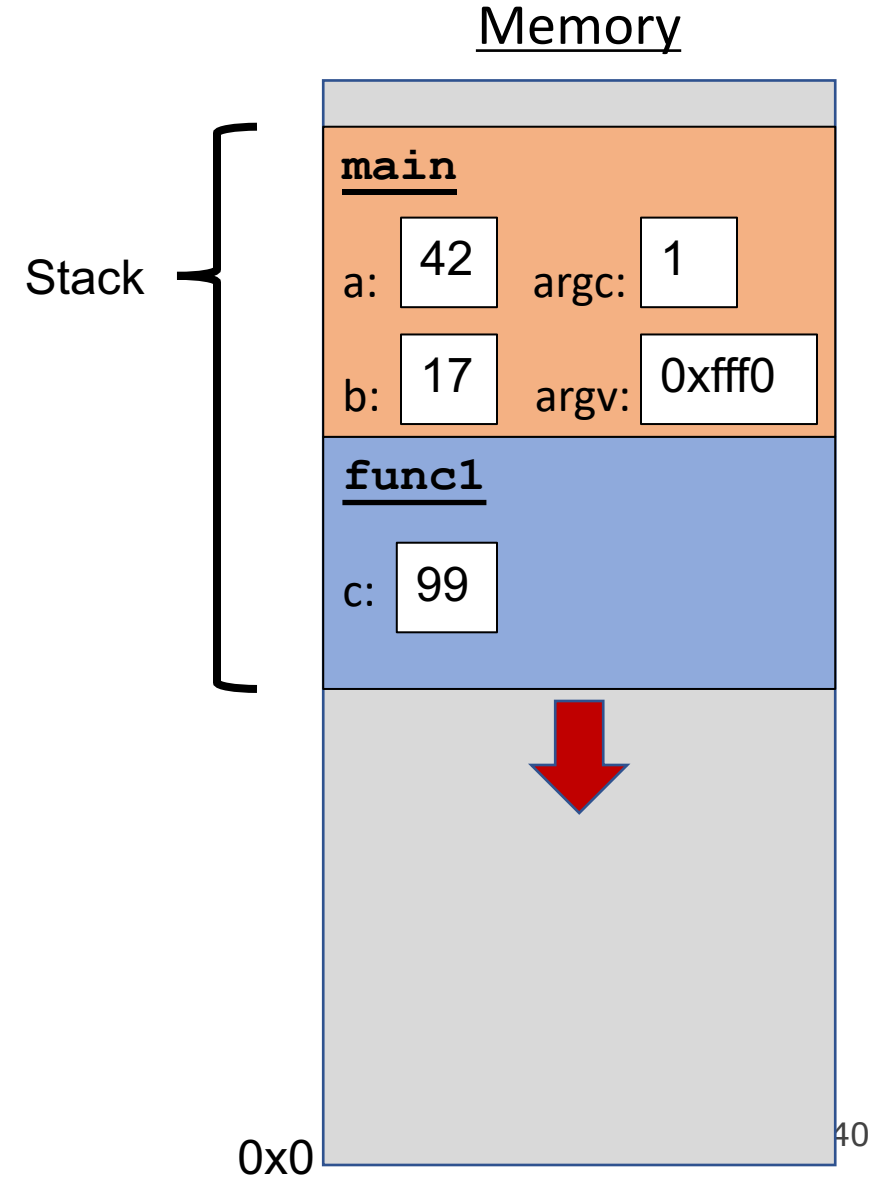 Memory
main
Stack
a: 42 argc: 1
b: 17 argv: 0xfff0
func1
c: 99
40
0x0